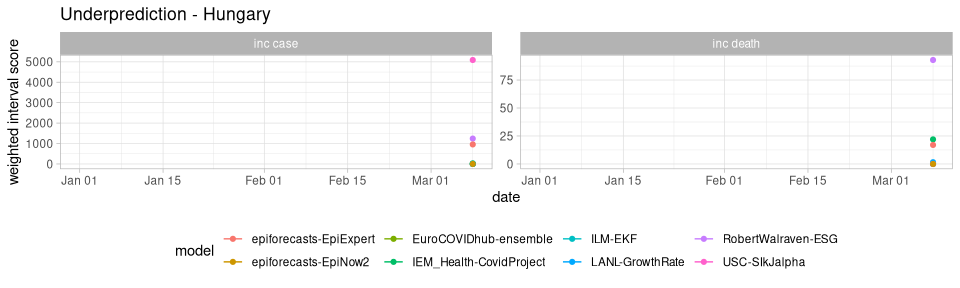 Underprediction - Hungary
inc case
inc death
weighted interval score
5000
4000
3000
2000
1000
0
75
50
25
0
Jan 01
Jan 15
Feb 01
Feb 15
Mar 01
Jan 01
Jan 15
Feb 01
Feb 15
Mar 01
date
model
epiforecasts-EpiExpert
EuroCOVIDhub-ensemble
ILM-EKF
RobertWalraven-ESG
epiforecasts-EpiNow2
IEM_Health-CovidProject
LANL-GrowthRate
USC-SIkJalpha